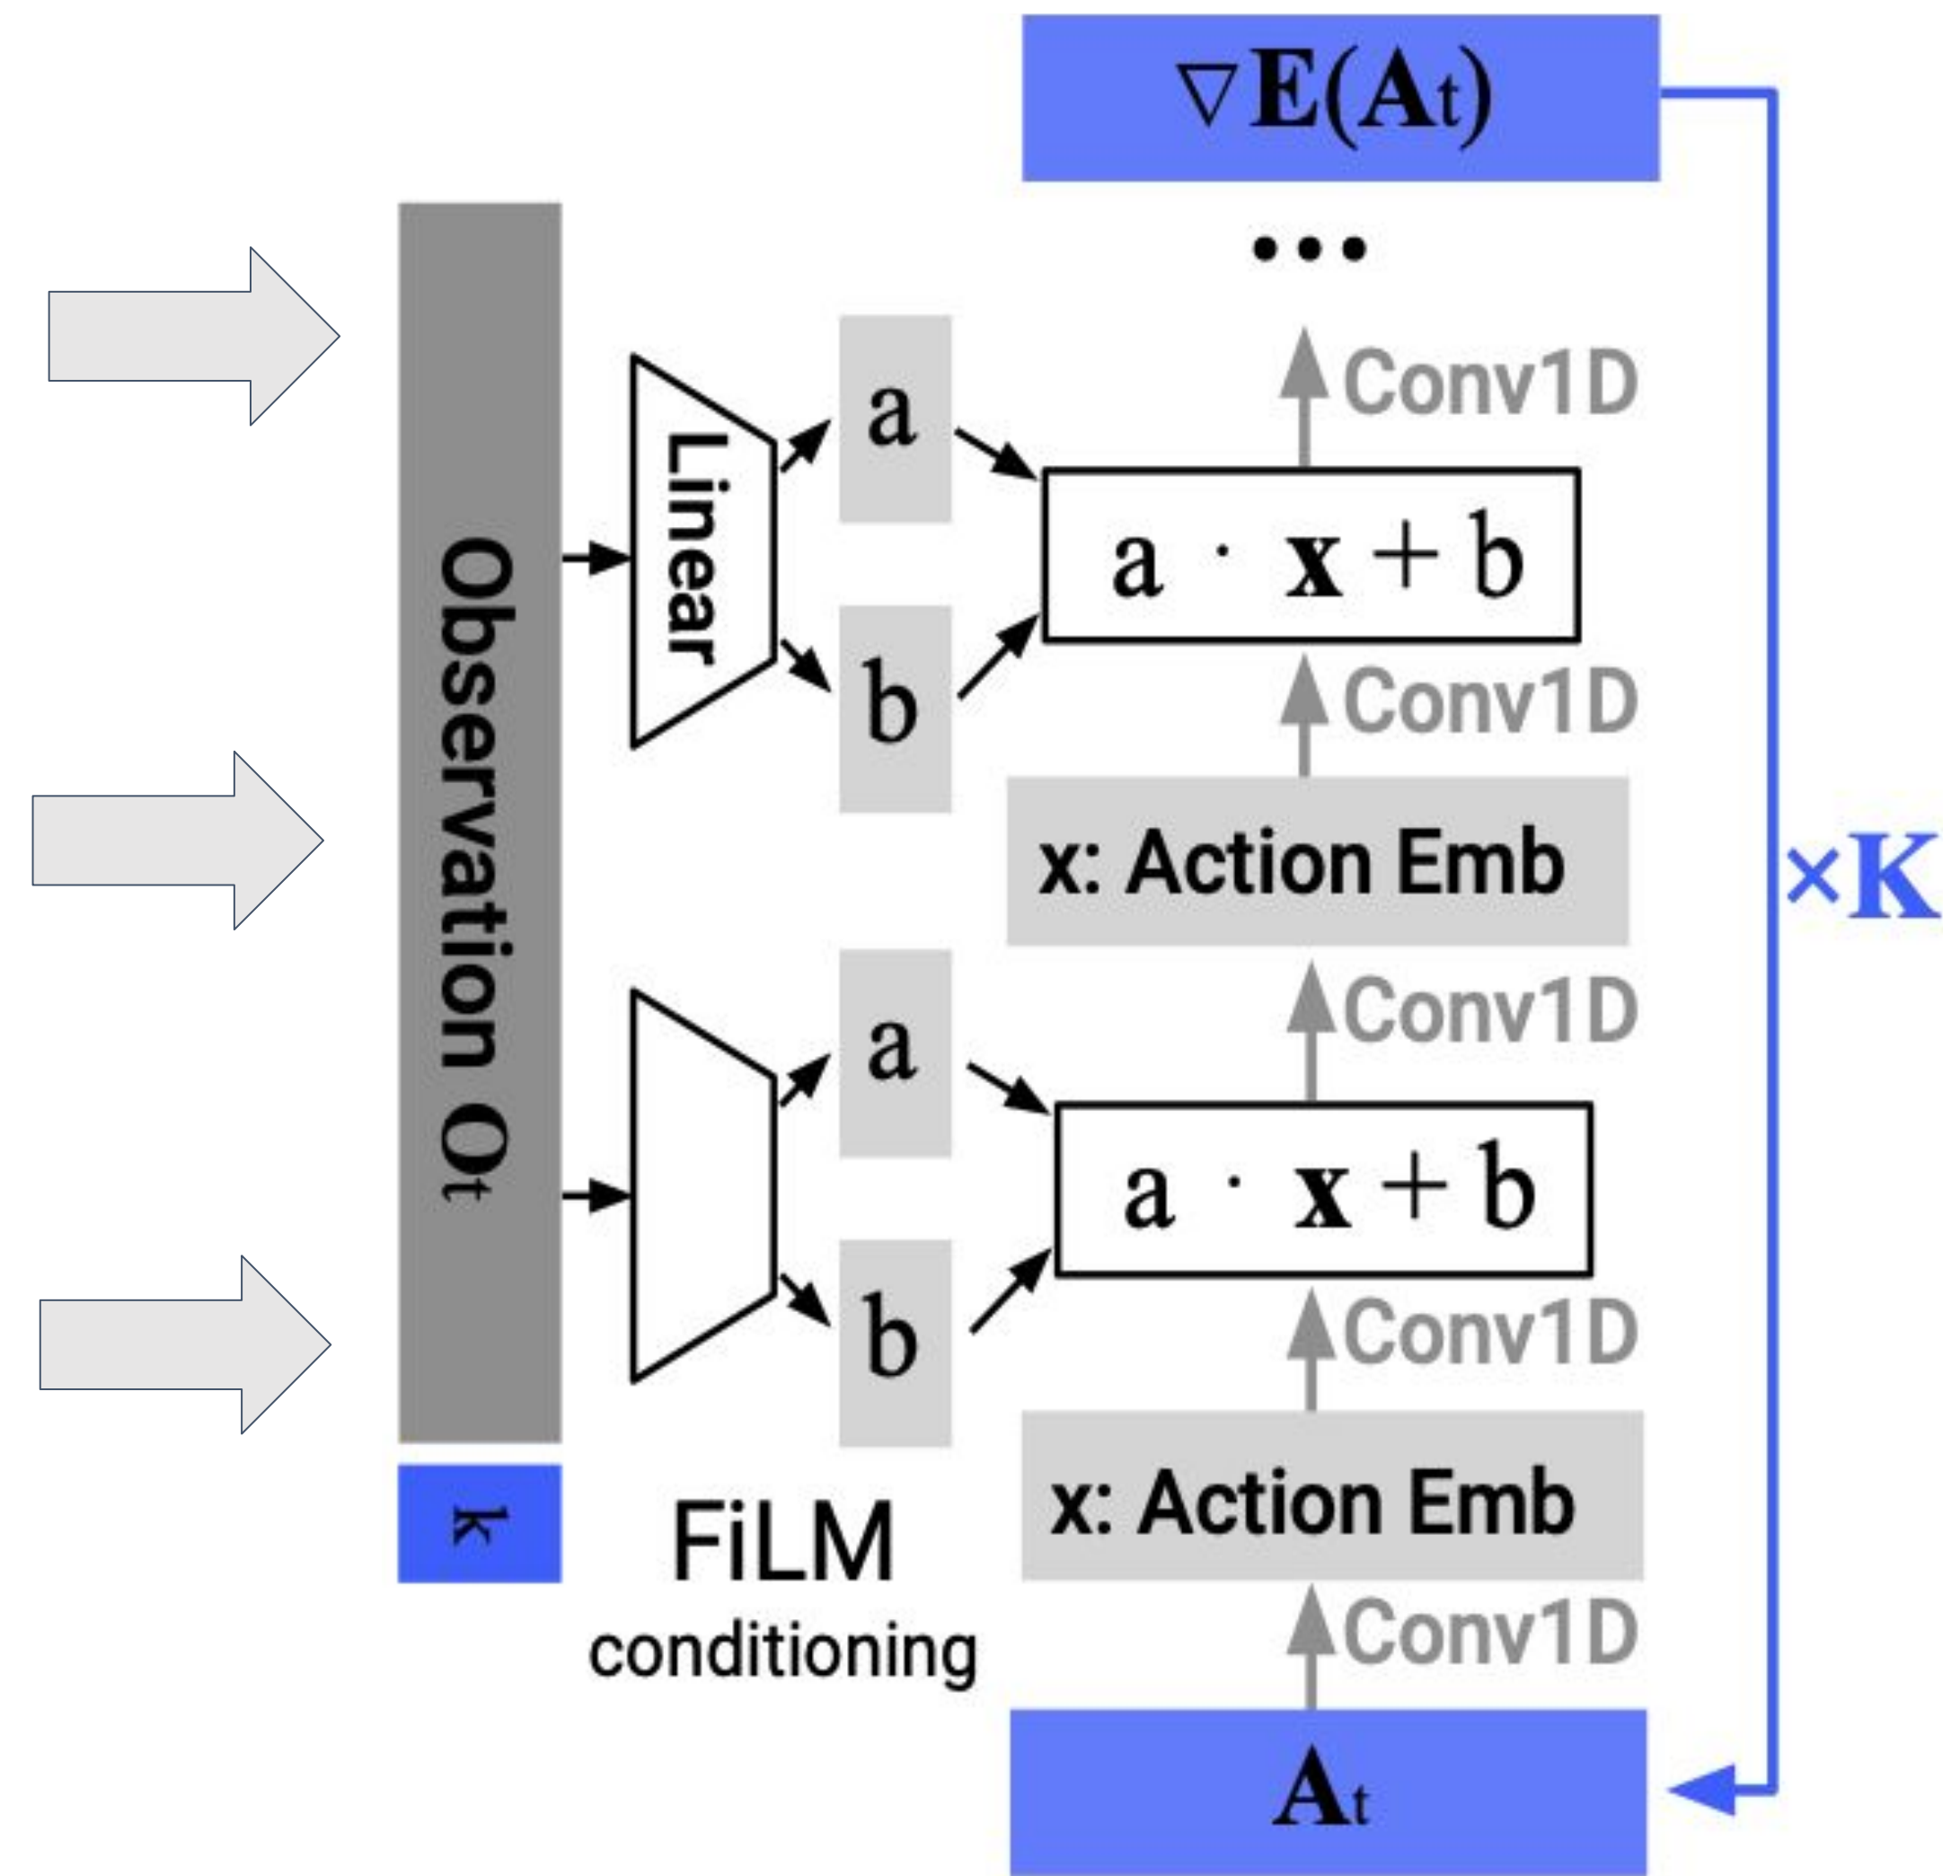 ∇E(At)
...
Conv1D
a
Linear
a · x + b
b
Conv1D
Observation Ot
x: Action Emb
×K
Conv1D
a
a · x + b
b
Conv1D
k
FiLM
conditioning
x: Action Emb
Conv1D
At